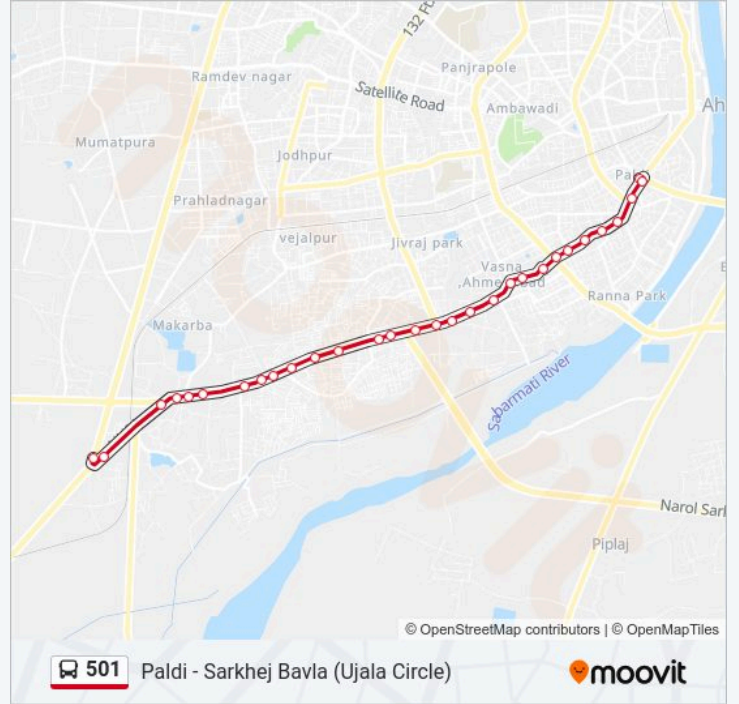 132 Fu
Panjrapole
Ramdev nagar
Satellite Road
Ambawadi
Ah
Mumatpura
Jodhpur
Pal
Prahladnagar
vejalpur
Jivraj park
Vasna
,Ahmedabad
Ranna Park
Makarba
Sabarmati River
Narol Sark
Piplaj
© OpenStreetMap contributors | © OpenMapTiles
501 Paldi - Sarkhej Bavla (Ujala Circle)
moovit